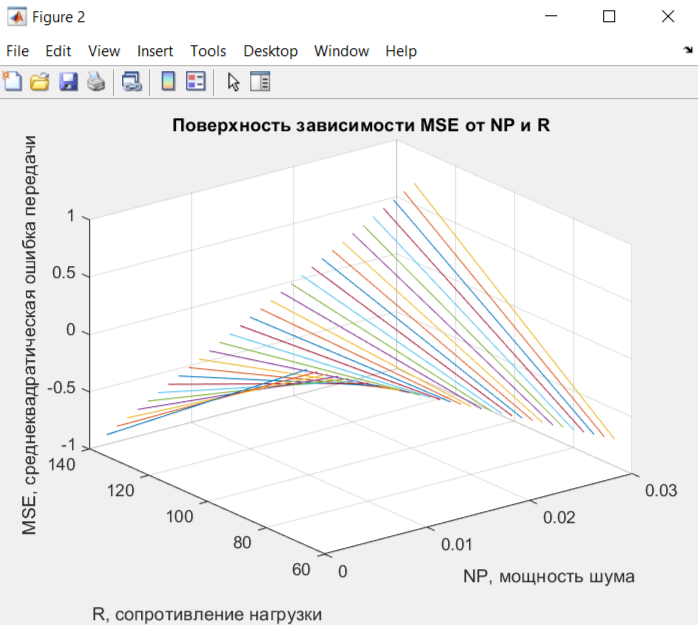 Figure 2
File Edit View Insert Tools Desktop Window Help
Поверхность зависимости MSE от NP и R
MSE, среднеквадратическая ошибка передачи
1
0.5
0
-0.5
-1
140
120
100
80
60
0
0.01
0.02
0.03
NP, мощность шума
R, сопротивление нагрузки